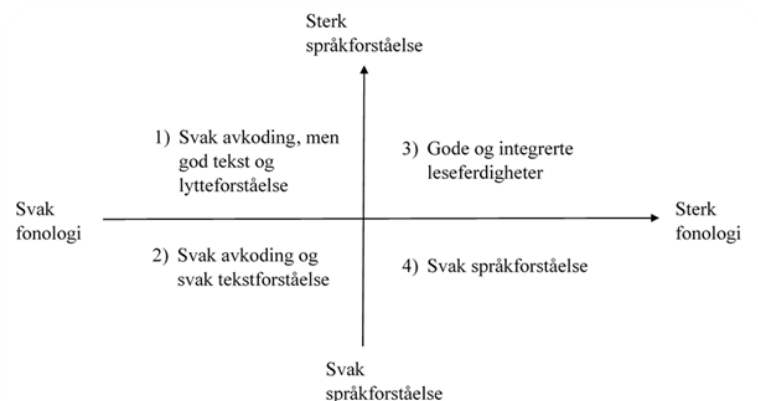 Sterk
språkforståelse
1) Svak avkoding, men
god tekst og
lytteforståelse
3) Gode og integrerte
leseferdigheter
Svak
fonologi
Sterk
fonologi
2) Svak avkoding og
svak tekstforståelse
4) Svak språkforståelse
Svak
språkforståelse